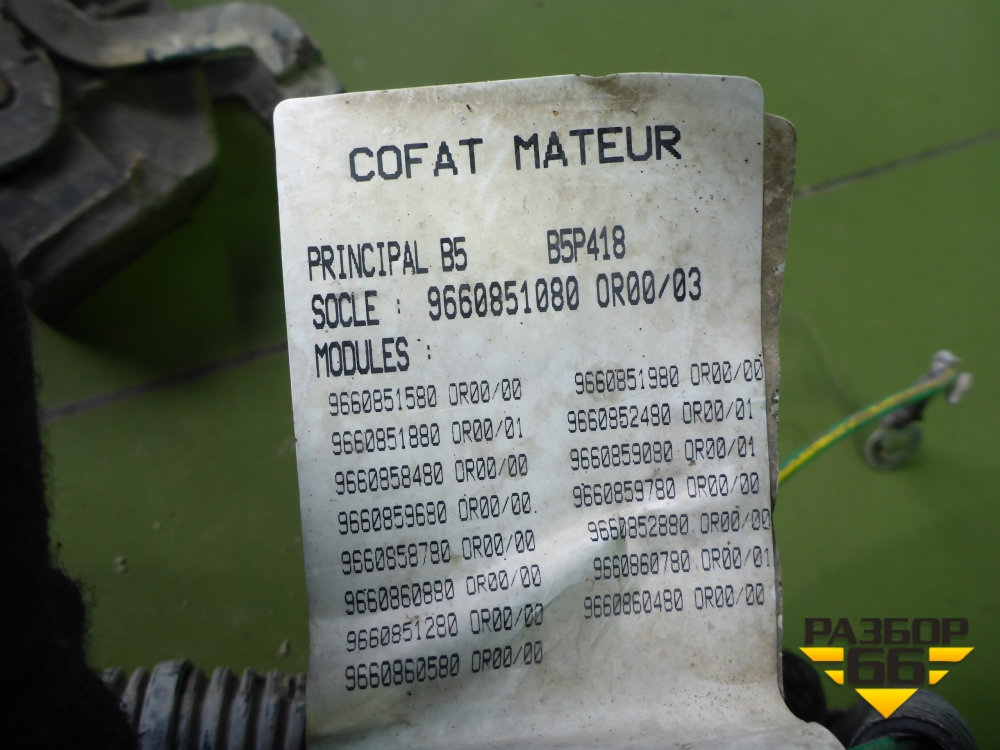 COFAT MATEUR
PRINCIPAL B5 B5P418
SOCLE : 9660851080 OR00/03
MODULES :
9660851580 OR00/00 9660851980 OR00/00
9660851880 OR00/01 9660852480 OR00/01
9660858480 OR00/00 9660859080 OR00/01
9660859680 OR00/00. 9660859780 OR00/00
9660858780 OR00/00 9660852880 OR00/00
9660860880 OR00/00 9660860780 OR00/01
9660851280 OR00/00 9660860480 OR00/00
9660860580 OR00/00
РАЗБОР
66